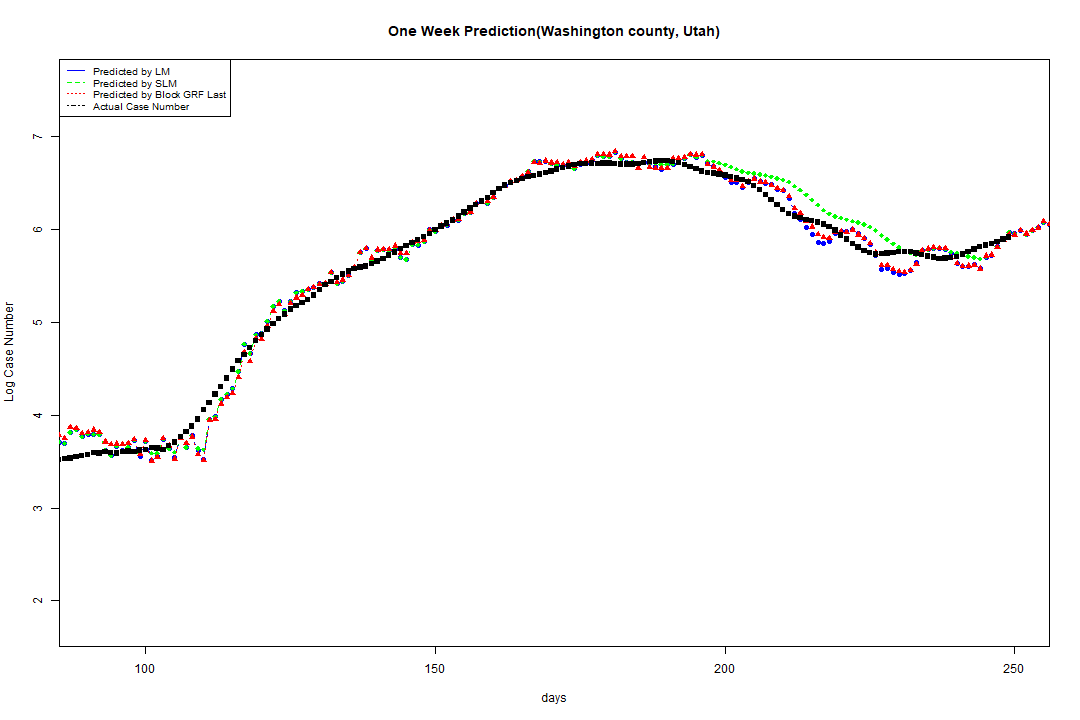 One Week Prediction(Washington county, Utah)
Predicted by LM
Predicted by SLM
Predicted by Block GRF Last
Actual Case Number
7
6
5
4
3
2
Log Case Number
100 150 200 250
days